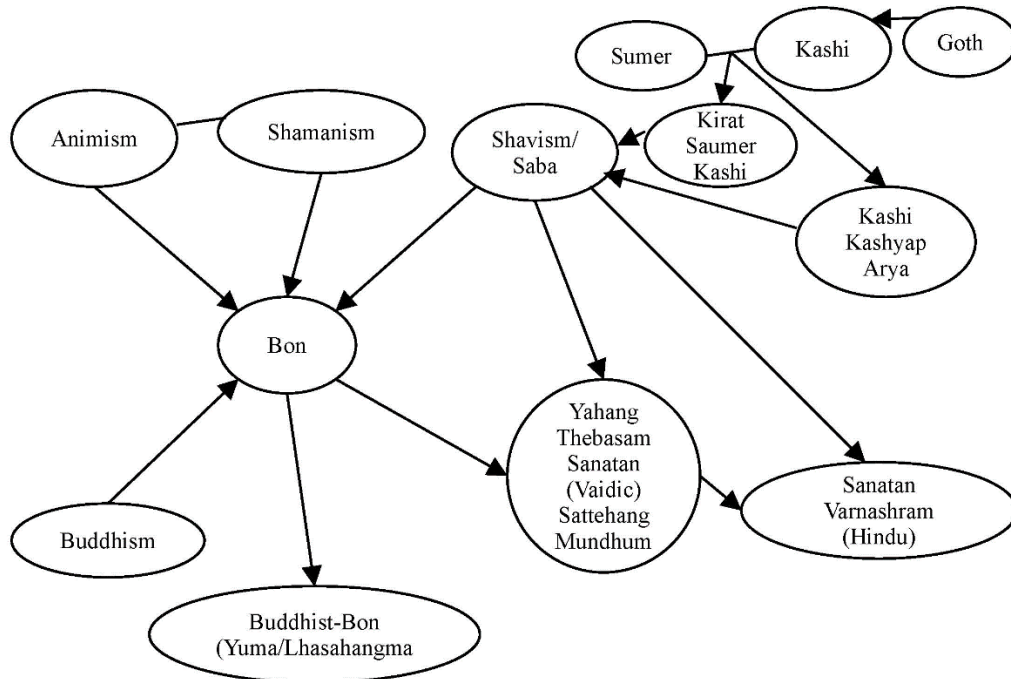 Sumer
Kashi
Goth
Animism
Shamanism
Shavism/
Saba
Kirat
Saumer
Kashi
Kashi
Kashyap
Arya
Bon
Yahang
Thebasam
Sanatan
(Vaidic)
Sattehang
Mundhum
Sanatan
Varnashram
(Hindu)
Buddhism
Buddhist-Bon
(Yuma/Lhasahangma